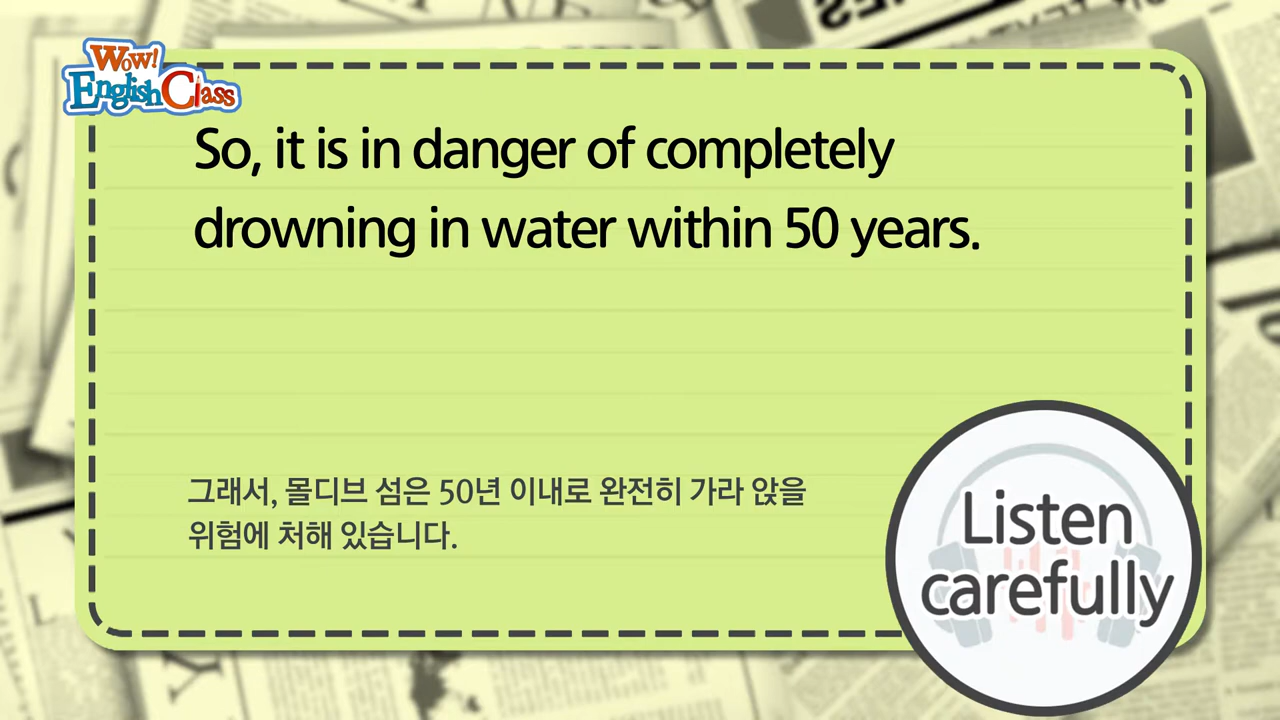 Wow!
English Class
So, it is in danger of completely
drowning in water within 50 years.
그래서, 몰디브 섬은 50년 이내로 완전히 가라 앉을
위험에 처해 있습니다.
Listen
carefully